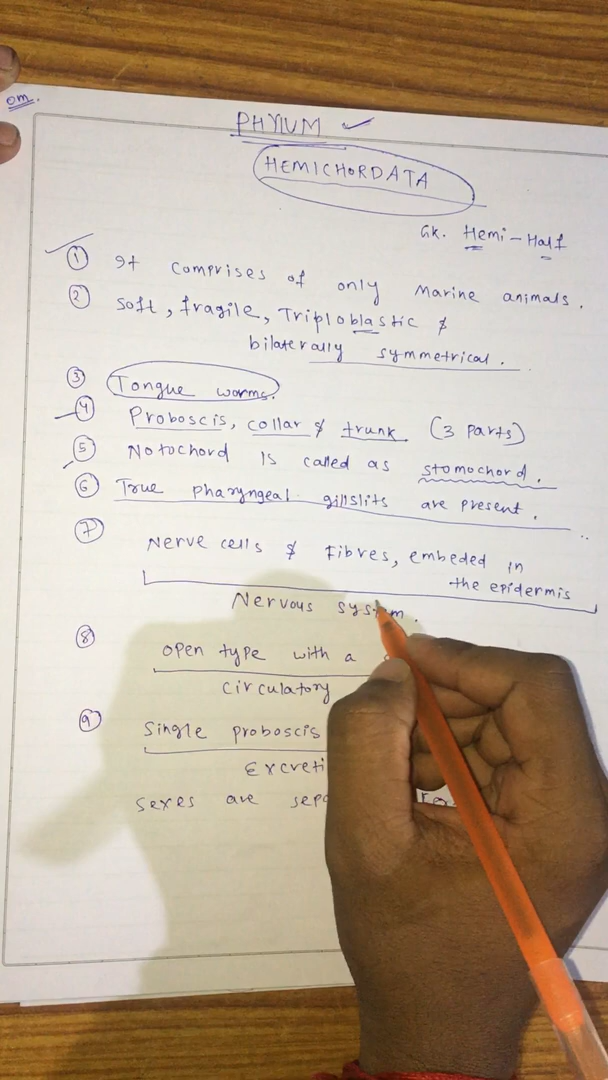 om.
PHYLUM ✓
HEMICHORDATA
Gk. Hemi - Half
① It comprises of only Marine animals.
② Soft, fragile, Triploblastic &
bilaterally symmetrical.
③ Tongue worms.
④ Proboscis, collar & trunk. (3 parts)
⑤ Notochord is called as stomochord.
⑥ True pharyngeal gillslits are present.
⑦ Nerve cells & Fibres, embeded in
the epidermis
Nervous system.
⑧ open type with a
circulatory
⑨ Single proboscis
Excreti
Sexes are sepa